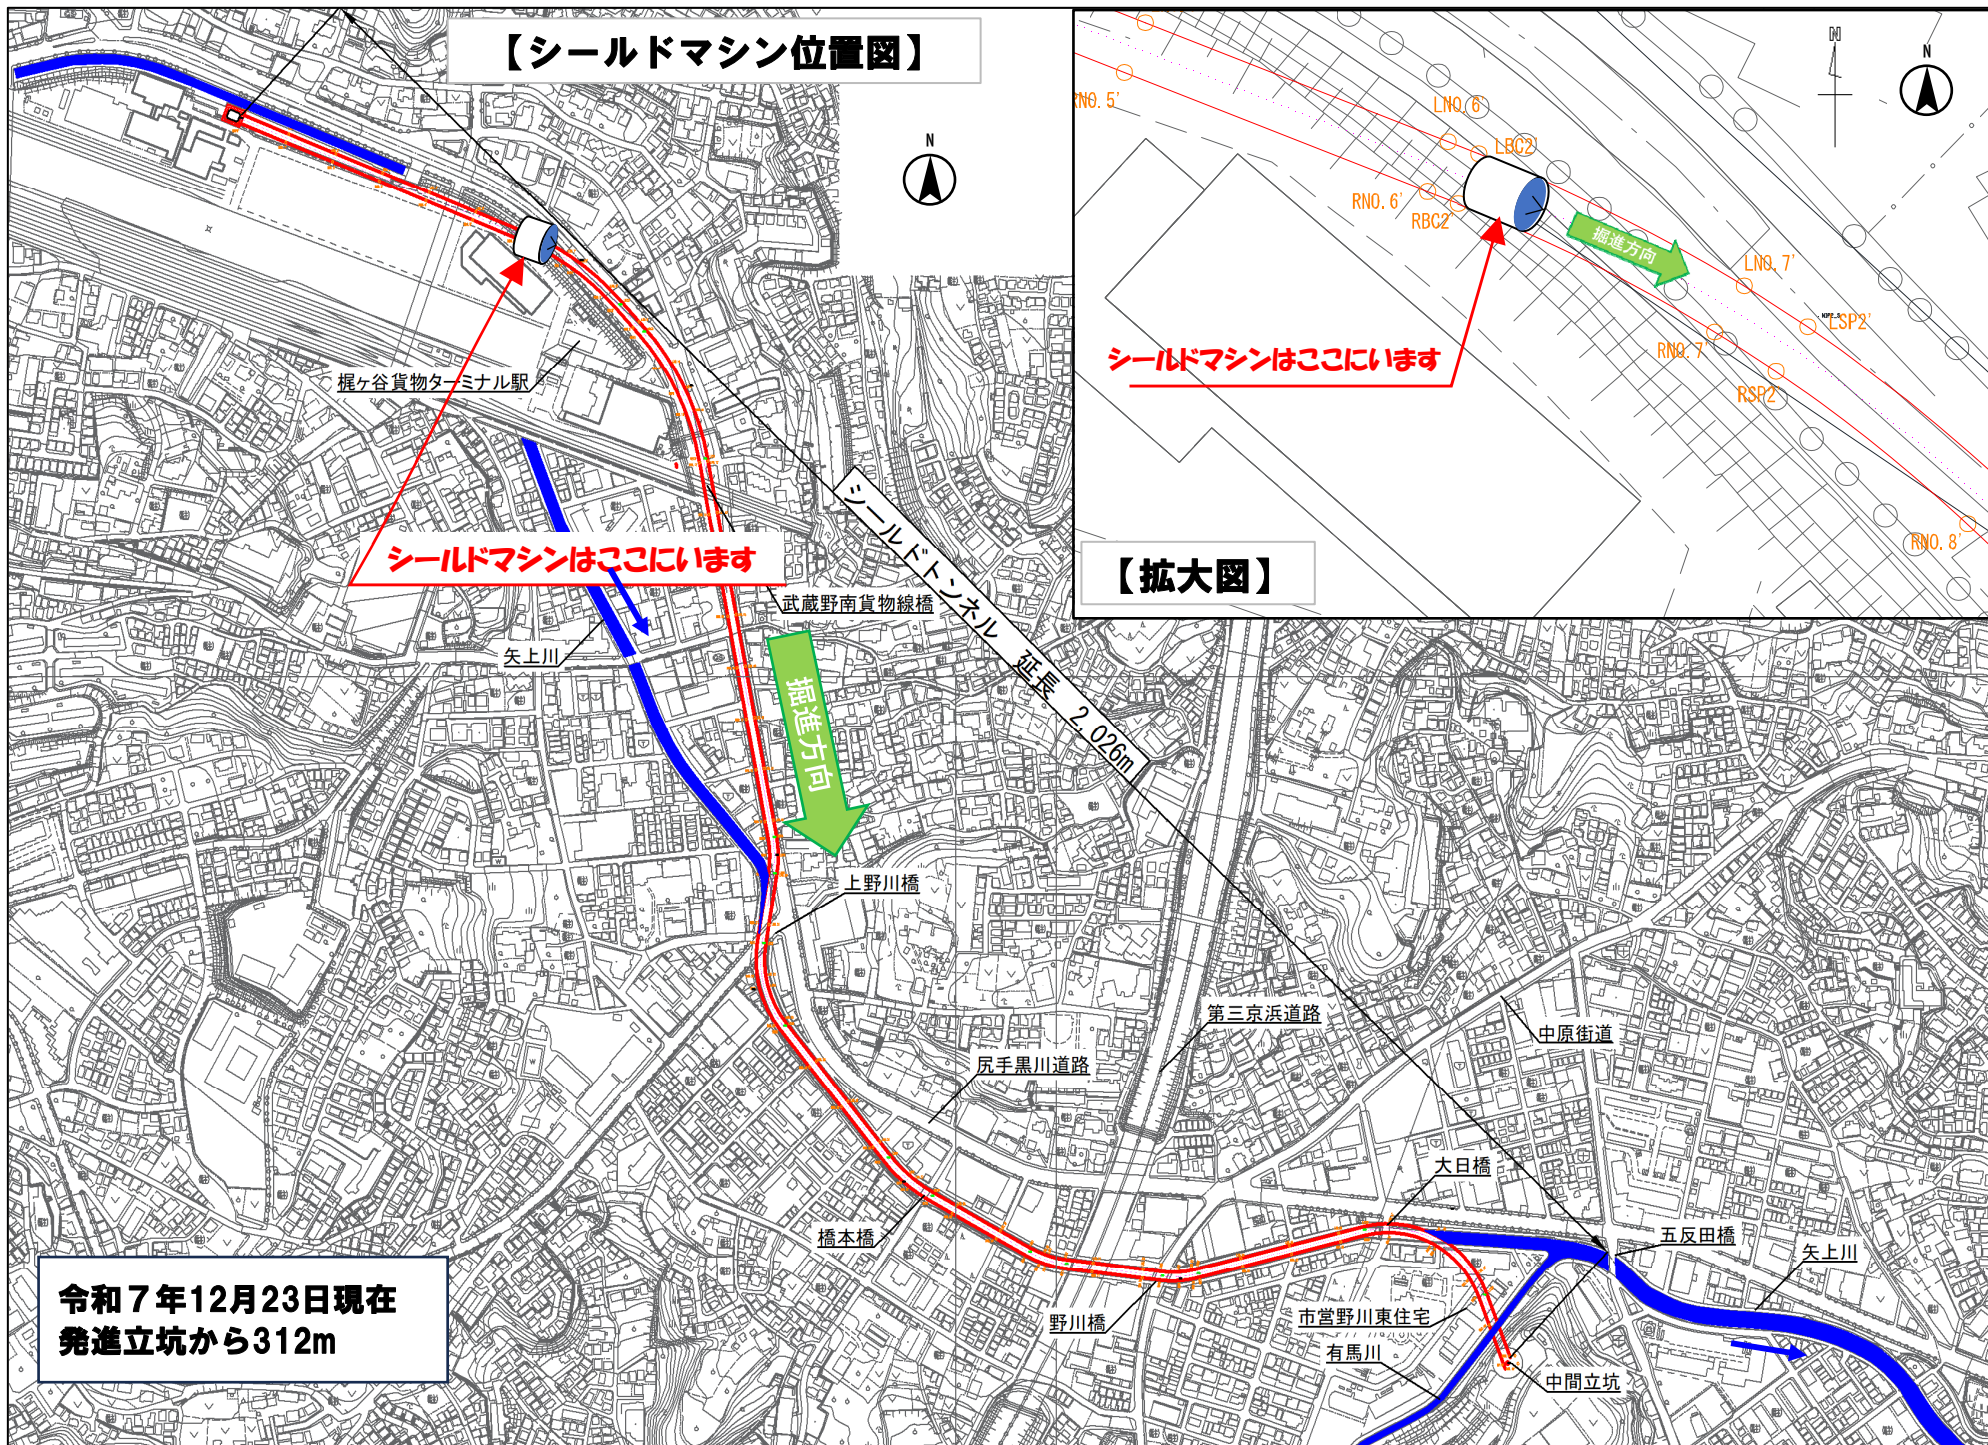 【シールドマシン位置図】
N
梶ヶ谷貨物ターミナル駅
シールドマシンはここにいます
武蔵野南貨物線橋
矢上川
掘進方向
シールドトンネル 延長 2,026m
上野川橋
第三京浜道路
中原街道
尻手黒川道路
大日橋
橋本橋
五反田橋
矢上川
野川橋
市営野川東住宅
有馬川
中間立坑
令和７年12月23日現在
発進立坑から312m
N
N
RNO.5'
LNO.6'
LBC2'
RNO.6'
RBC2'
掘進方向
LNO.7'
LSP2'
RNO.7'
RSP2'
シールドマシンはここにいます
RNO.8'
【拡大図】